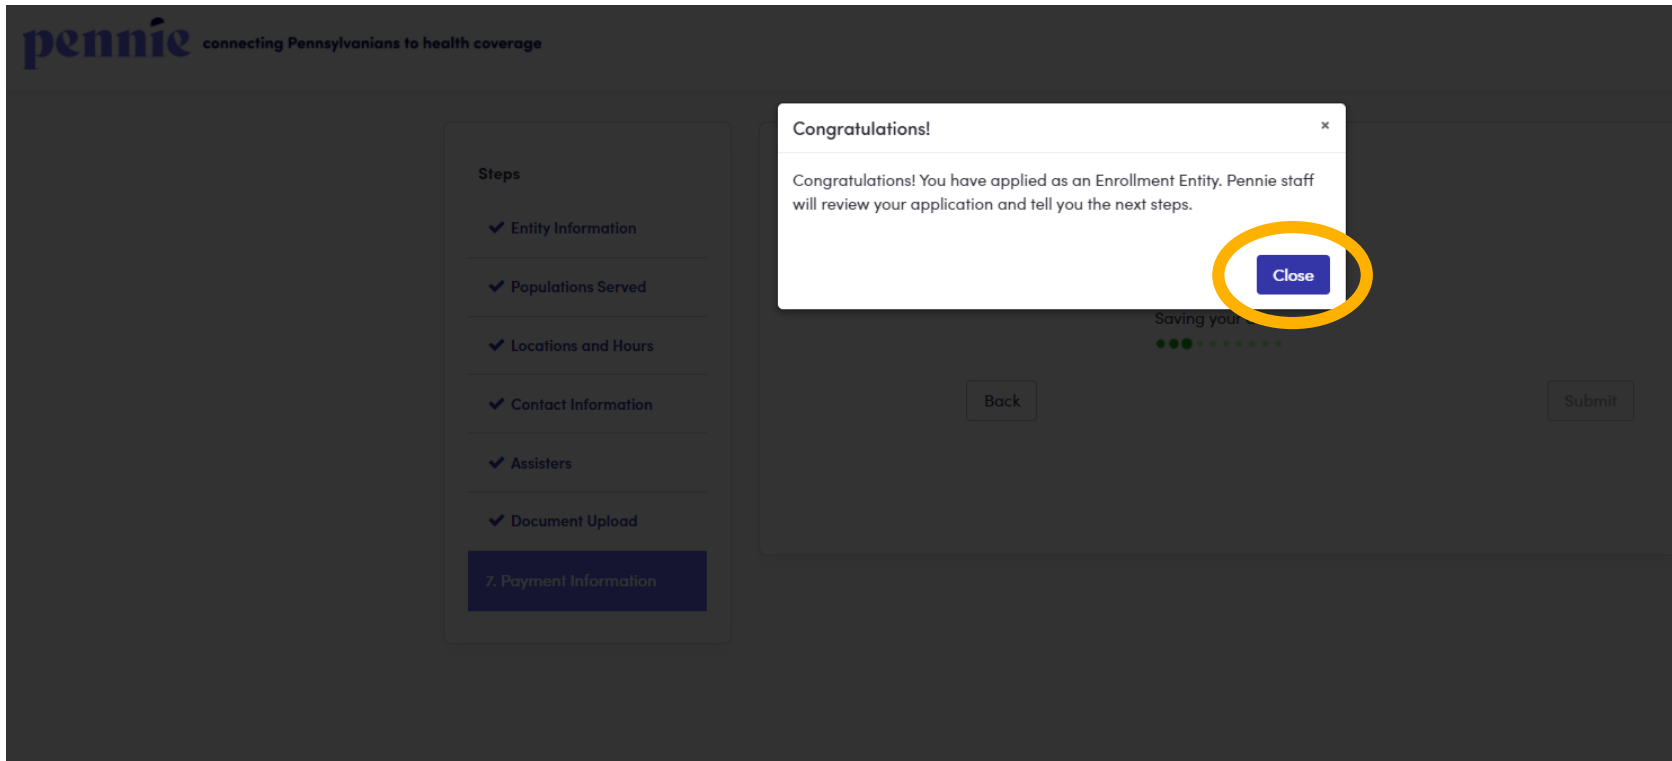 pennie connecting Pennsylvanians to health coverage
Steps
Entity Information
Populations Served
Locations and Hours
Contact Information
Assisters
Document Upload
7. Payment Information
Congratulations!
×
Congratulations! You have applied as an Enrollment Entity. Pennie staff
will review your application and tell you the next steps.
Close
Saving your
Back
Submit